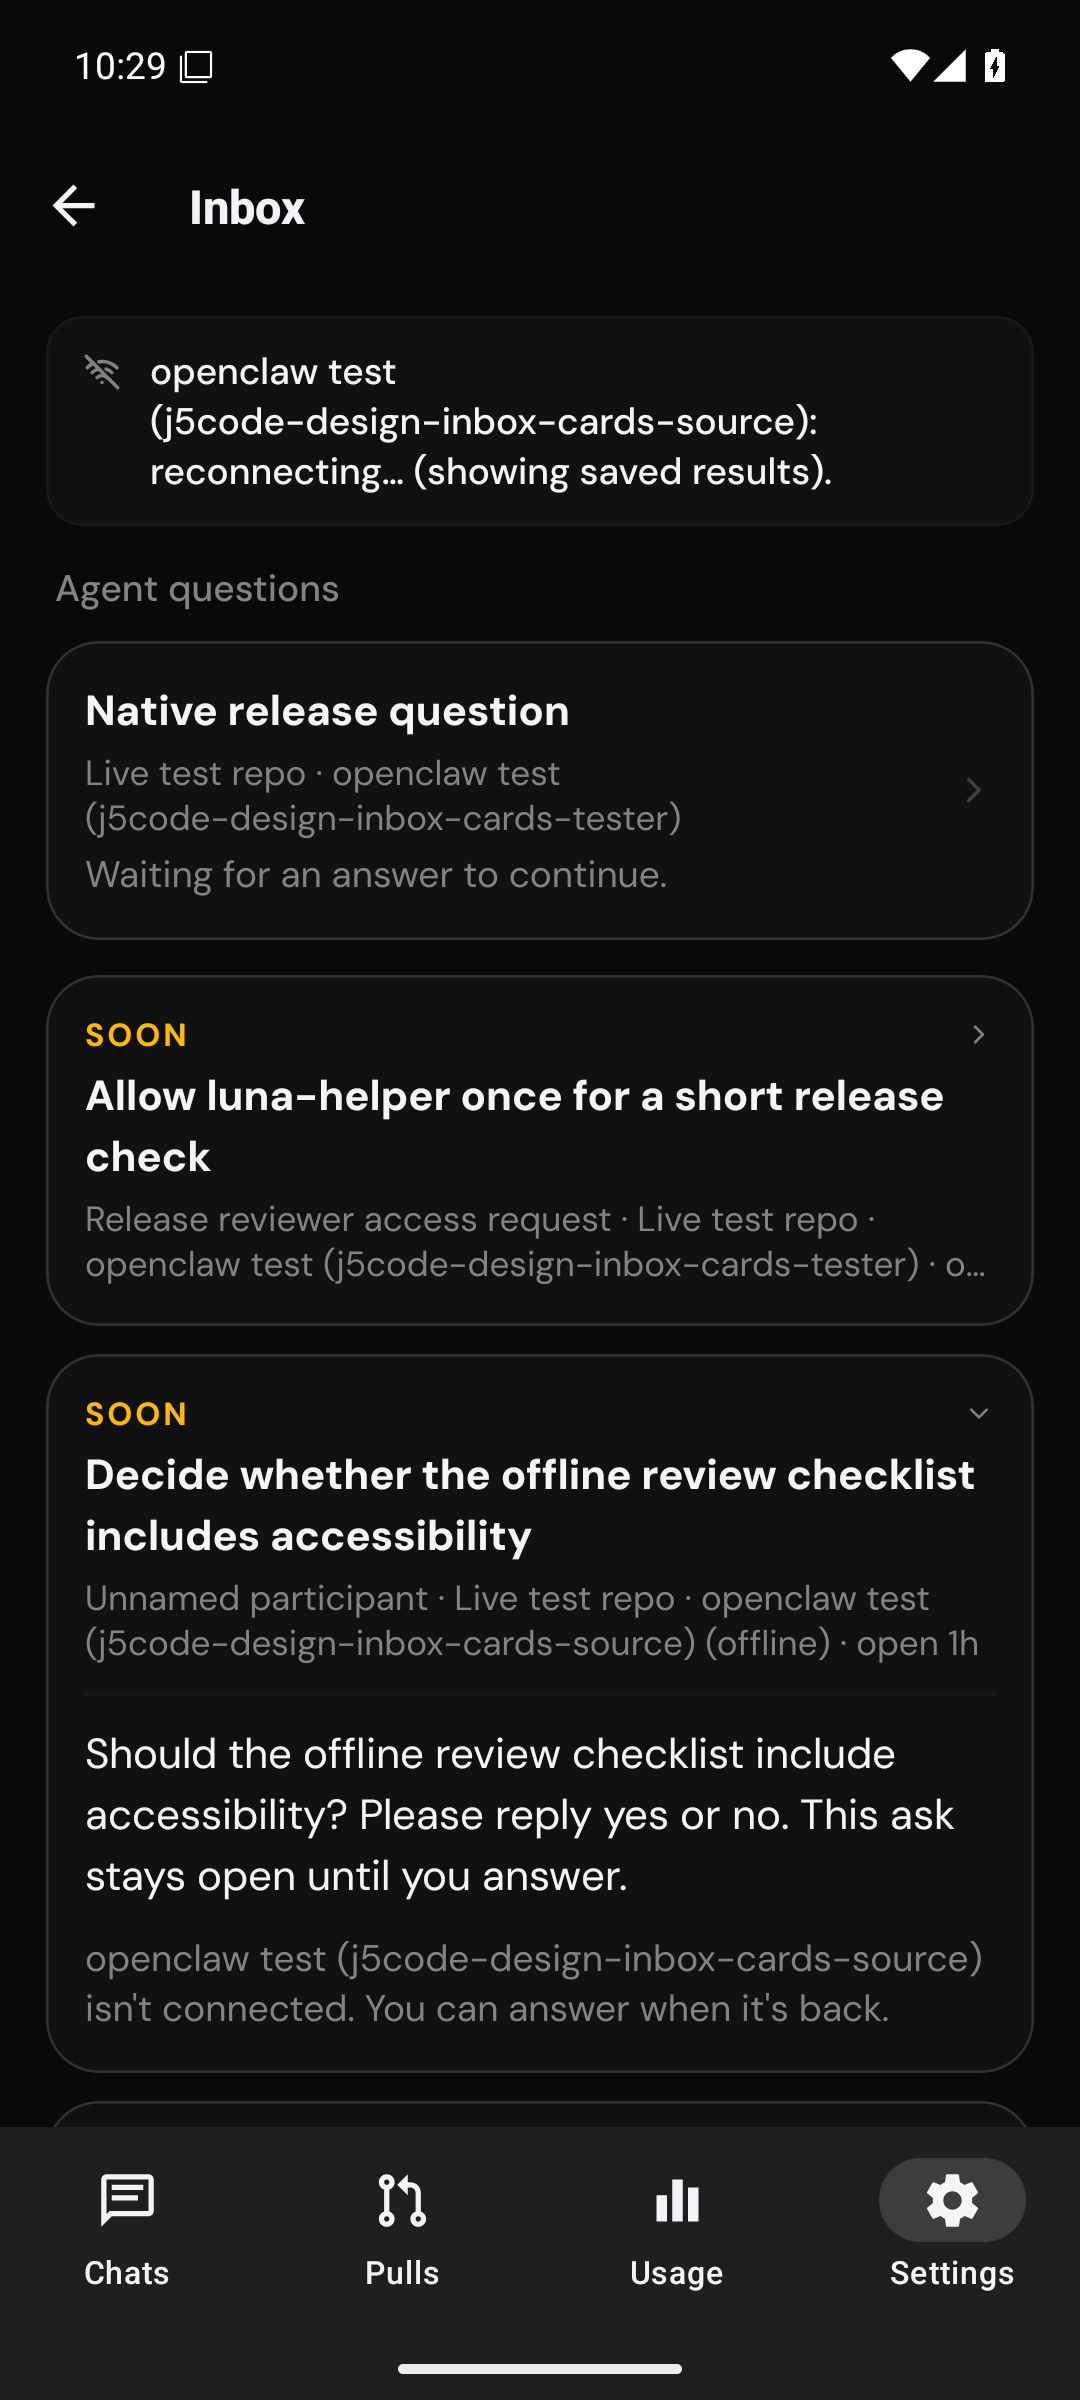 10:29
Inbox
openclaw test
(j5code-design-inbox-cards-source):
reconnecting... (showing saved results).
Agent questions
Native release question
Live test repo · openclaw test
(j5code-design-inbox-cards-tester)
Waiting for an answer to continue.
SOON
Allow luna-helper once for a short release
check
Release reviewer access request · Live test repo ·
openclaw test (j5code-design-inbox-cards-tester) · o...
SOON
Decide whether the offline review checklist
includes accessibility
Unnamed participant · Live test repo · openclaw test
(j5code-design-inbox-cards-source) (offline) · open 1h
Should the offline review checklist include
accessibility? Please reply yes or no. This ask
stays open until you answer.
openclaw test (j5code-design-inbox-cards-source)
isn't connected. You can answer when it's back.
Chats
Pulls
Usage
Settings